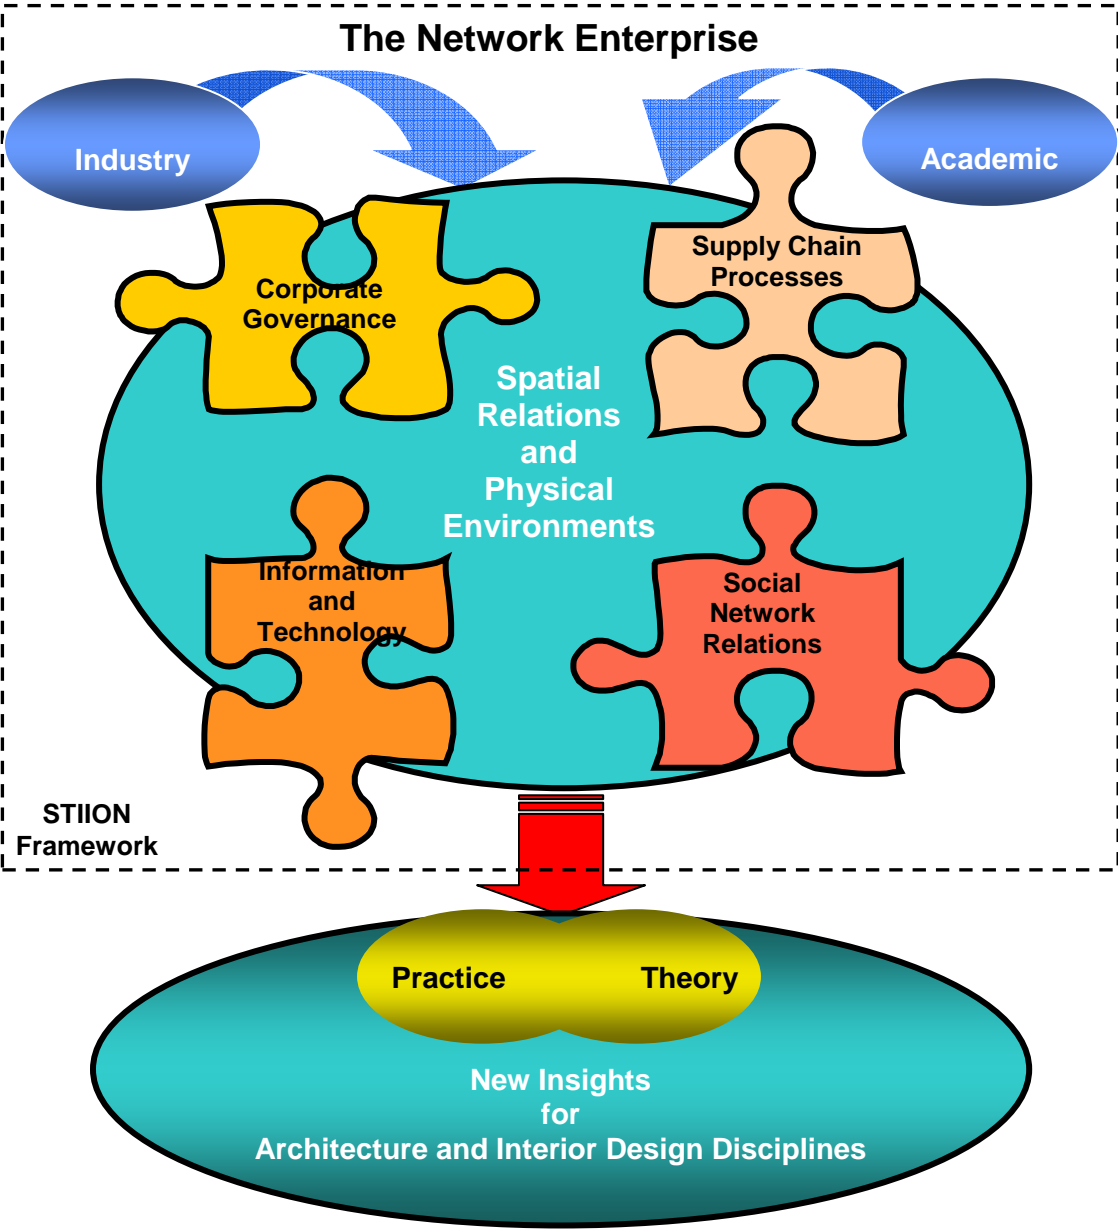 The Network Enterprise
Industry
Academic
Supply Chain
Processes
Corporate
Governance
Spatial
Relations
and
Physical
Environments
Information
and
Technology
Social
Network
Relations
STIION
Framework
Practice
Theory
New Insights
for
Architecture and Interior Design Disciplines